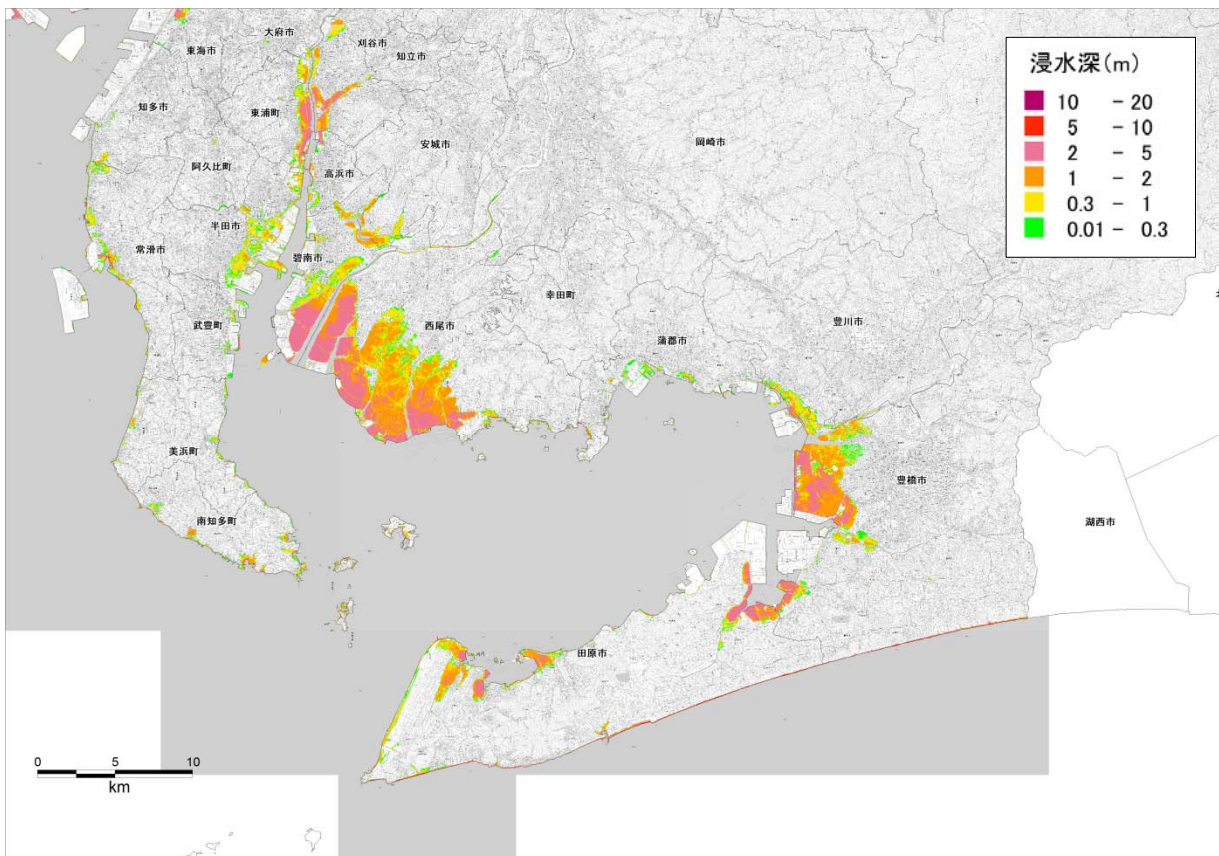 大府市
刈谷市
東海市
知立市
知多市
東浦町
安城市
岡崎市
阿久比町
高浜市
半田市
常滑市
碧南市
幸田町
武豊町
西尾市
豊川市
蒲郡市
美浜町
豊橋市
南知多町
湖西市
田原市
浸水深(m)
10 - 20
5 - 10
2 - 5
1 - 2
0.3 - 1
0.01 - 0.3
0 5 10
km